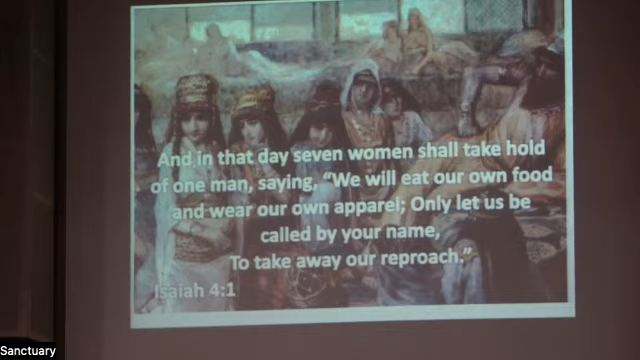 And in that day seven women shall take hold
of one man, saying, “We will eat our own food
and wear our own apparel; Only let us be
called by your name,
To take away our reproach.”
Isaiah 4:1
Sanctuary